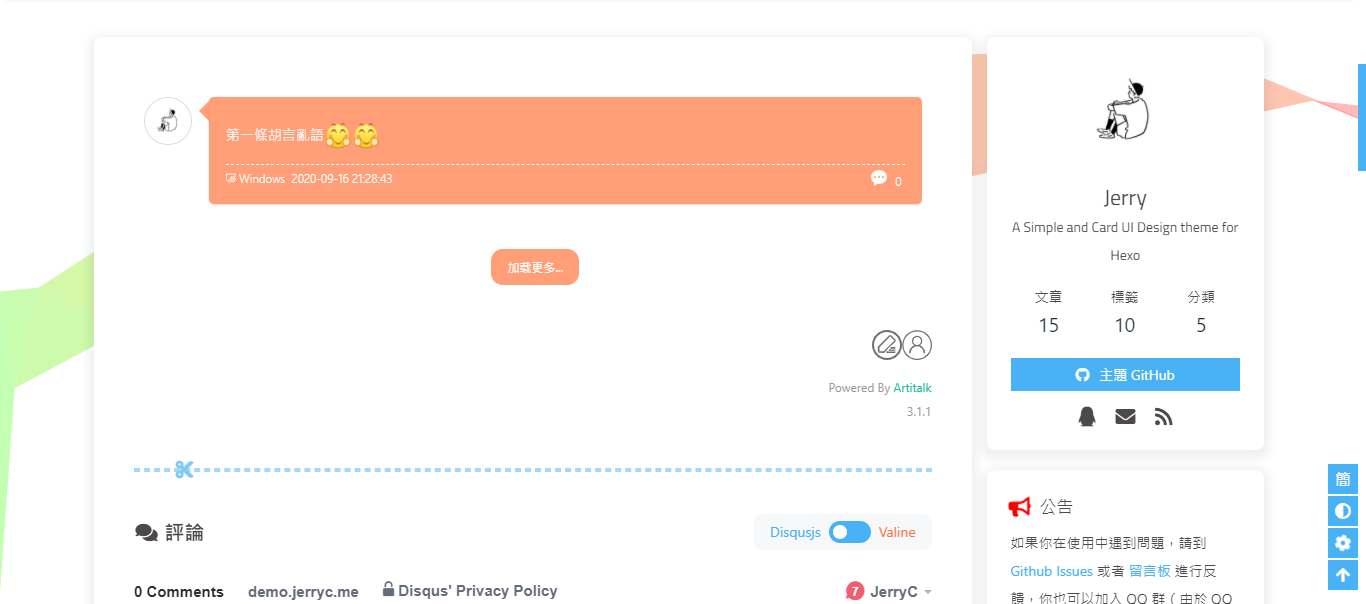 第一條胡言亂語
Windows 2020-09-16 21:28:43
0
加载更多...
Powered By Artitalk
3.1.1
評論
Disqusjs Valine
0 Comments demo.jerryc.me Disqus' Privacy Policy 7 JerryC
Jerry
A Simple and Card UI Design theme for
Hexo
文章 標籤 分類
15 10 5
主題 GitHub
公告
如果你在使用中遇到問題，請到
Github Issues 或者 留言板 進行反
饋，你也可以加入 QQ 群（由於 QQ
簡